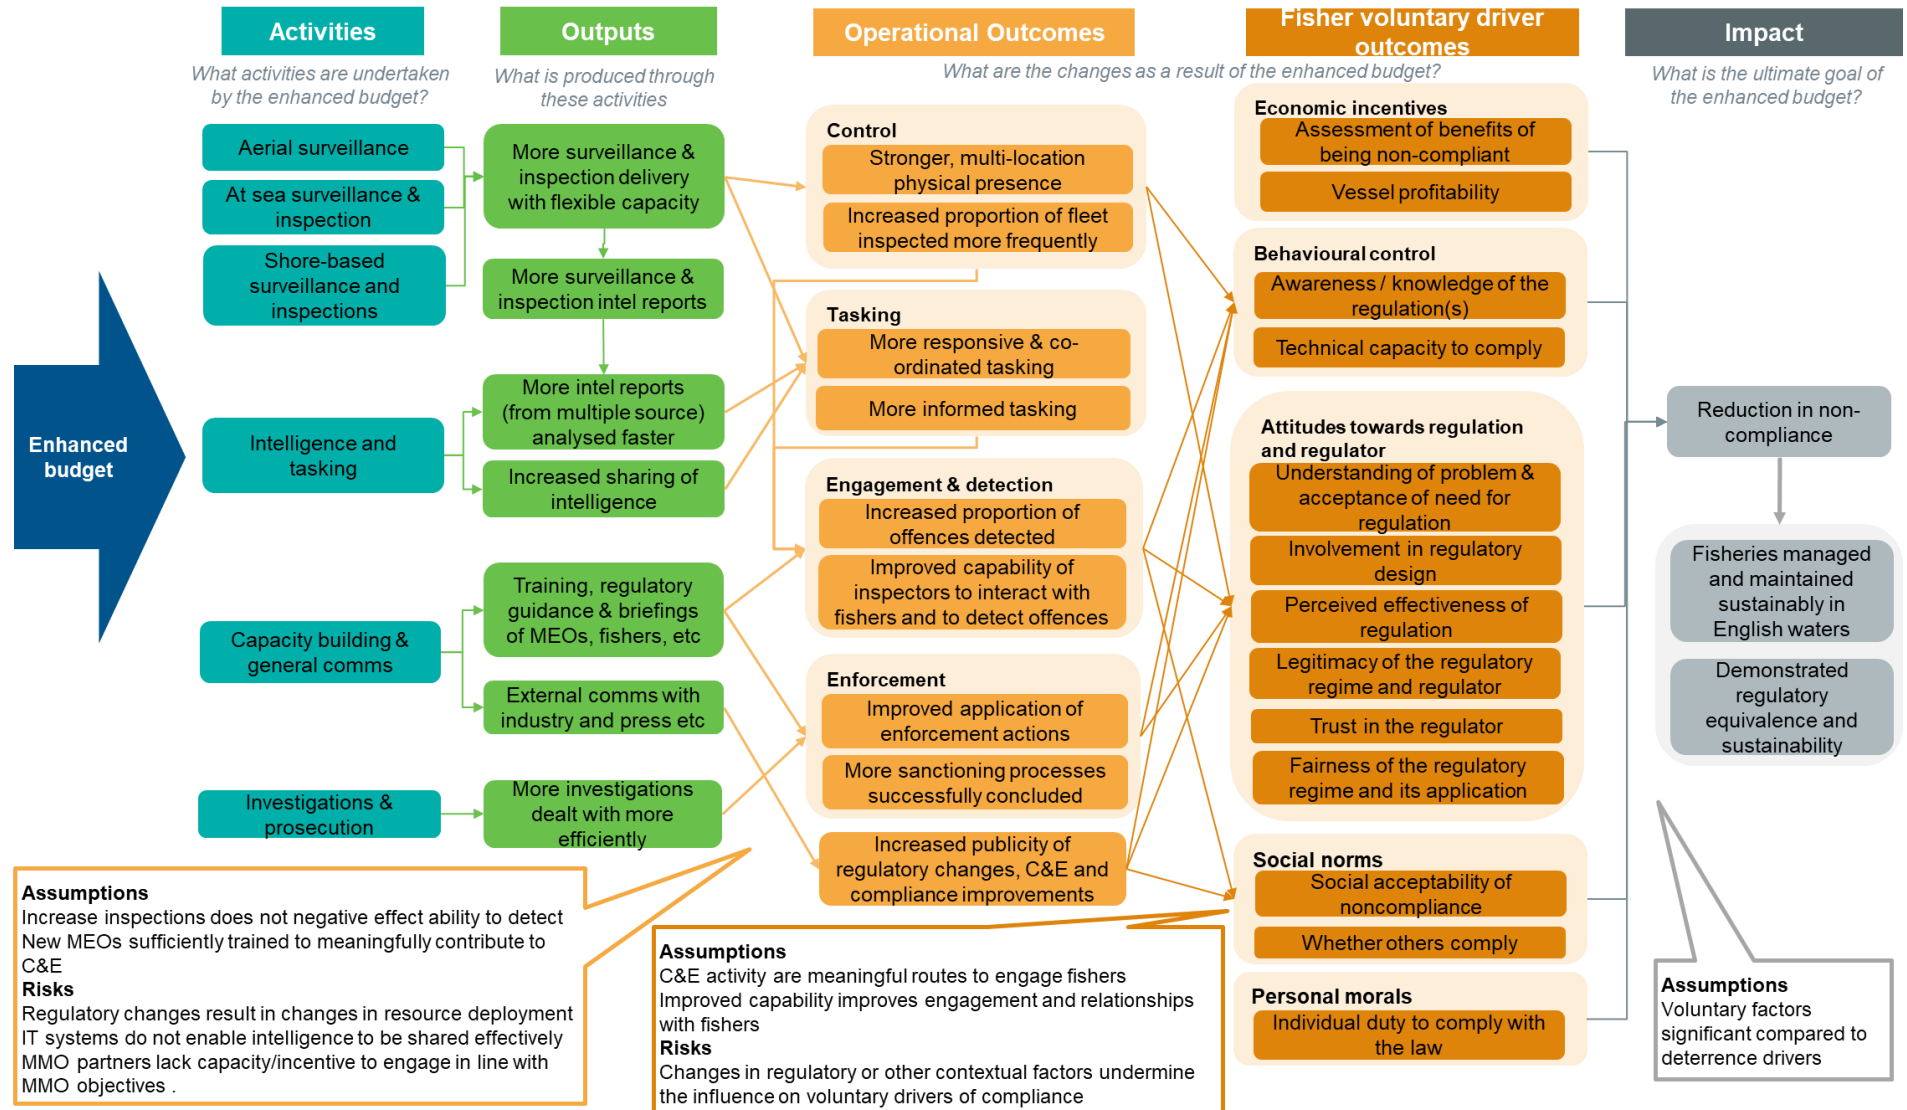 Activities
What activities are undertaken
by the enhanced budget?
Outputs
What is produced through
these activities
Operational Outcomes
Fisher voluntary driver
outcomes
What are the changes as a result of the enhanced budget?
Impact
What is the ultimate goal of
the enhanced budget?
Enhanced
budget
Aerial surveillance
At sea surveillance &
inspection
Shore-based
surveillance and
inspections
Intelligence and
tasking
Capacity building &
general comms
Investigations &
prosecution
More surveillance &
inspection delivery
with flexible capacity
More surveillance &
inspection intel reports
More intel reports
(from multiple source)
analysed faster
Increased sharing of
intelligence
Training, regulatory
guidance & briefings
of MEOs, fishers, etc
External comms with
industry and press etc
More investigations
dealt with more
efficiently
Control
Stronger, multi-location
physical presence
Increased proportion of fleet
inspected more frequently
Tasking
More responsive & co-
ordinated tasking
More informed tasking
Engagement & detection
Increased proportion of
offences detected
Improved capability of
inspectors to interact with
fishers and to detect offences
Enforcement
Improved application of
enforcement actions
More sanctioning processes
successfully concluded
Increased publicity of
regulatory changes, C&E and
compliance improvements
Economic incentives
Assessment of benefits of
being non-compliant
Vessel profitability
Behavioural control
Awareness / knowledge of the
regulation(s)
Technical capacity to comply
Attitudes towards regulation
and regulator
Understanding of problem &
acceptance of need for
regulation
Involvement in regulatory
design
Perceived effectiveness of
regulation
Legitimacy of the regulatory
regime and regulator
Trust in the regulator
Fairness of the regulatory
regime and its application
Social norms
Social acceptability of
noncompliance
Whether others comply
Personal morals
Individual duty to comply with
the law
Reduction in non-
compliance
Fisheries managed
and maintained
sustainably in
English waters
Demonstrated
regulatory
equivalence and
sustainability
Assumptions
Increase inspections does not negative effect ability to detect
New MEOs sufficiently trained to meaningfully contribute to
C&E
Risks
Regulatory changes result in changes in resource deployment
IT systems do not enable intelligence to be shared effectively
MMO partners lack capacity/incentive to engage in line with
MMO objectives .
Assumptions
C&E activity are meaningful routes to engage fishers
Improved capability improves engagement and relationships
with fishers
Risks
Changes in regulatory or other contextual factors undermine
the influence on voluntary drivers of compliance
Assumptions
Voluntary factors
significant compared to
deterrence drivers